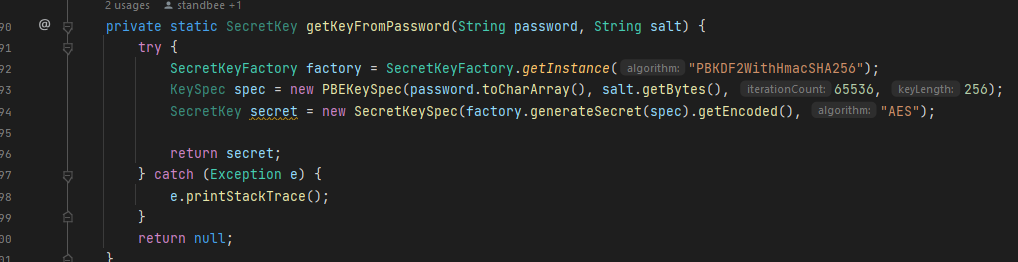 2 usages standbee +1
90 @ private static SecretKey getKeyFromPassword(String password, String salt) {
91 try {
92 SecretKeyFactory factory = SecretKeyFactory.getInstance( algorithm: "PBKDF2WithHmacSHA256");
93 KeySpec spec = new PBEKeySpec(password.toCharArray(), salt.getBytes(), iterationCount: 65536, keyLength: 256);
94 SecretKey secret = new SecretKeySpec(factory.generateSecret(spec).getEncoded(), algorithm: "AES");
95
96 return secret;
97 } catch (Exception e) {
98 e.printStackTrace();
99 }
00 return null;
01 }